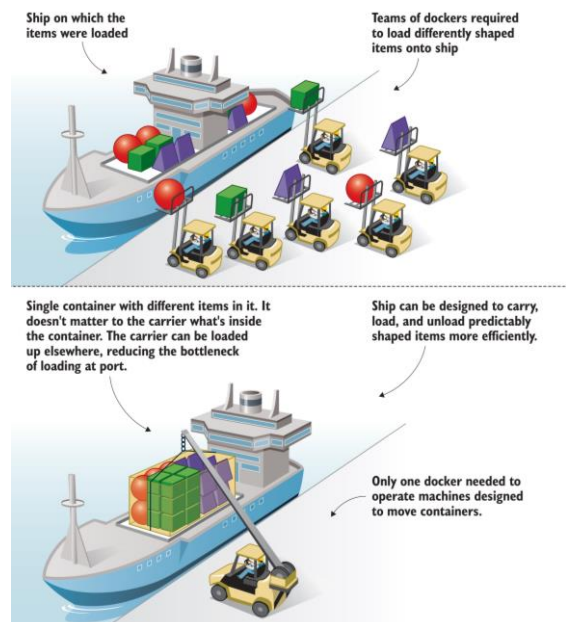 Ship on which the
items were loaded
Teams of dockers required
to load differently shaped
items onto ship
Single container with different items in it. It
doesn't matter to the carrier what's inside
the container. The carrier can be loaded
up elsewhere, reducing the bottleneck
of loading at port.
Ship can be designed to carry,
load, and unload predictably
shaped items more efficiently.
Only one docker needed to
operate machines designed
to move containers.